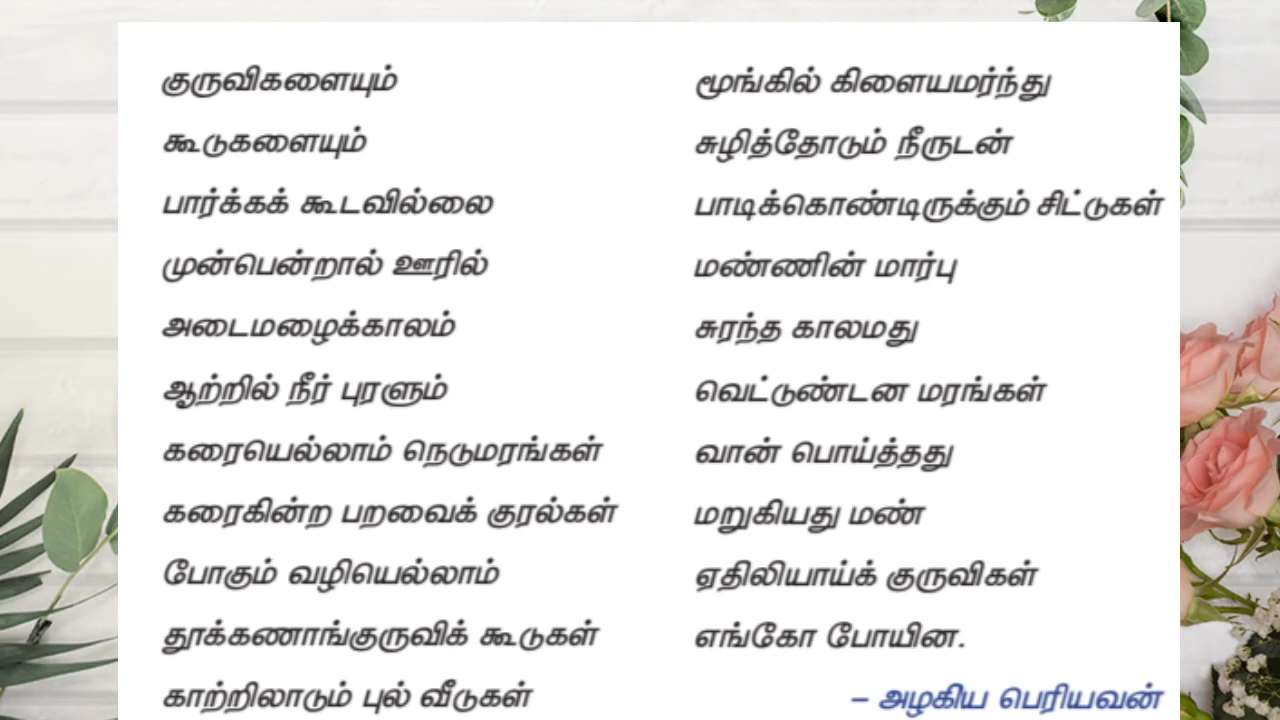 குருவிகளையும்
கூடுகளையும்
பார்க்கக் கூடவில்லை
முன்பென்றால் ஊரில்
அடைமழைக்காலம்
ஆற்றில் நீர் புரளும்
கரையெல்லாம் நெடுமரங்கள்
கரைகின்ற பறவைக் குரல்கள்
போகும் வழியெல்லாம்
தூக்கணாங்குருவிக் கூடுகள்
காற்றிலாடும் புல் வீடுகள்
மூங்கில் கிளையமர்ந்து
சுழித்தோடும் நீருடன்
பாடிக்கொண்டிருக்கும் சிட்டுகள்
மண்ணின் மார்பு
சுரந்த காலமது
வெட்டுண்டன மரங்கள்
வான் பொய்த்தது
மறுகியது மண்
ஏதிலியாய்க் குருவிகள்
எங்கோ போயின.
– அழகிய பெரியவன்